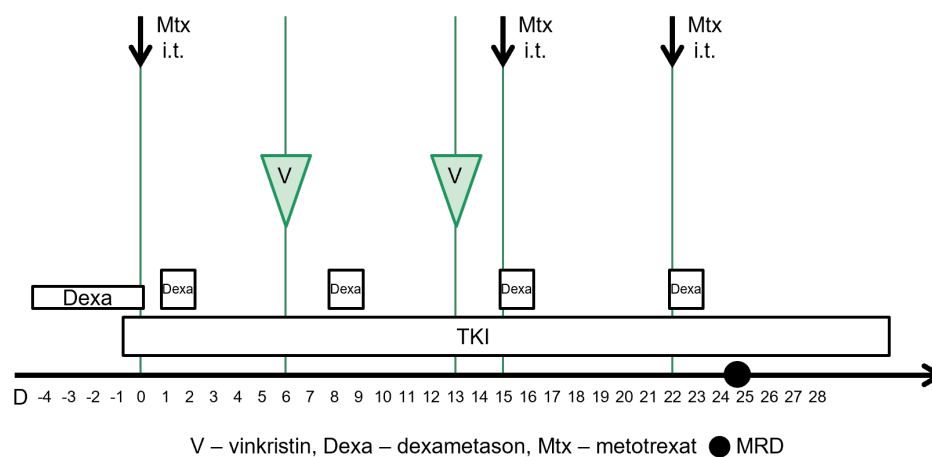 Mtx
i.t.
Mtx
i.t.
Mtx
i.t.
V
V
Dexa
Dexa
Dexa
Dexa
Dexa
TKI
D -4 -3 -2 -1 0 1 2 3 4 5 6 7 8 9 10 11 12 13 14 15 16 17 18 19 20 21 22 23 24 25 26 27 28
V – vinkristin, Dexa – dexametason, Mtx – metotrexat ● MRD